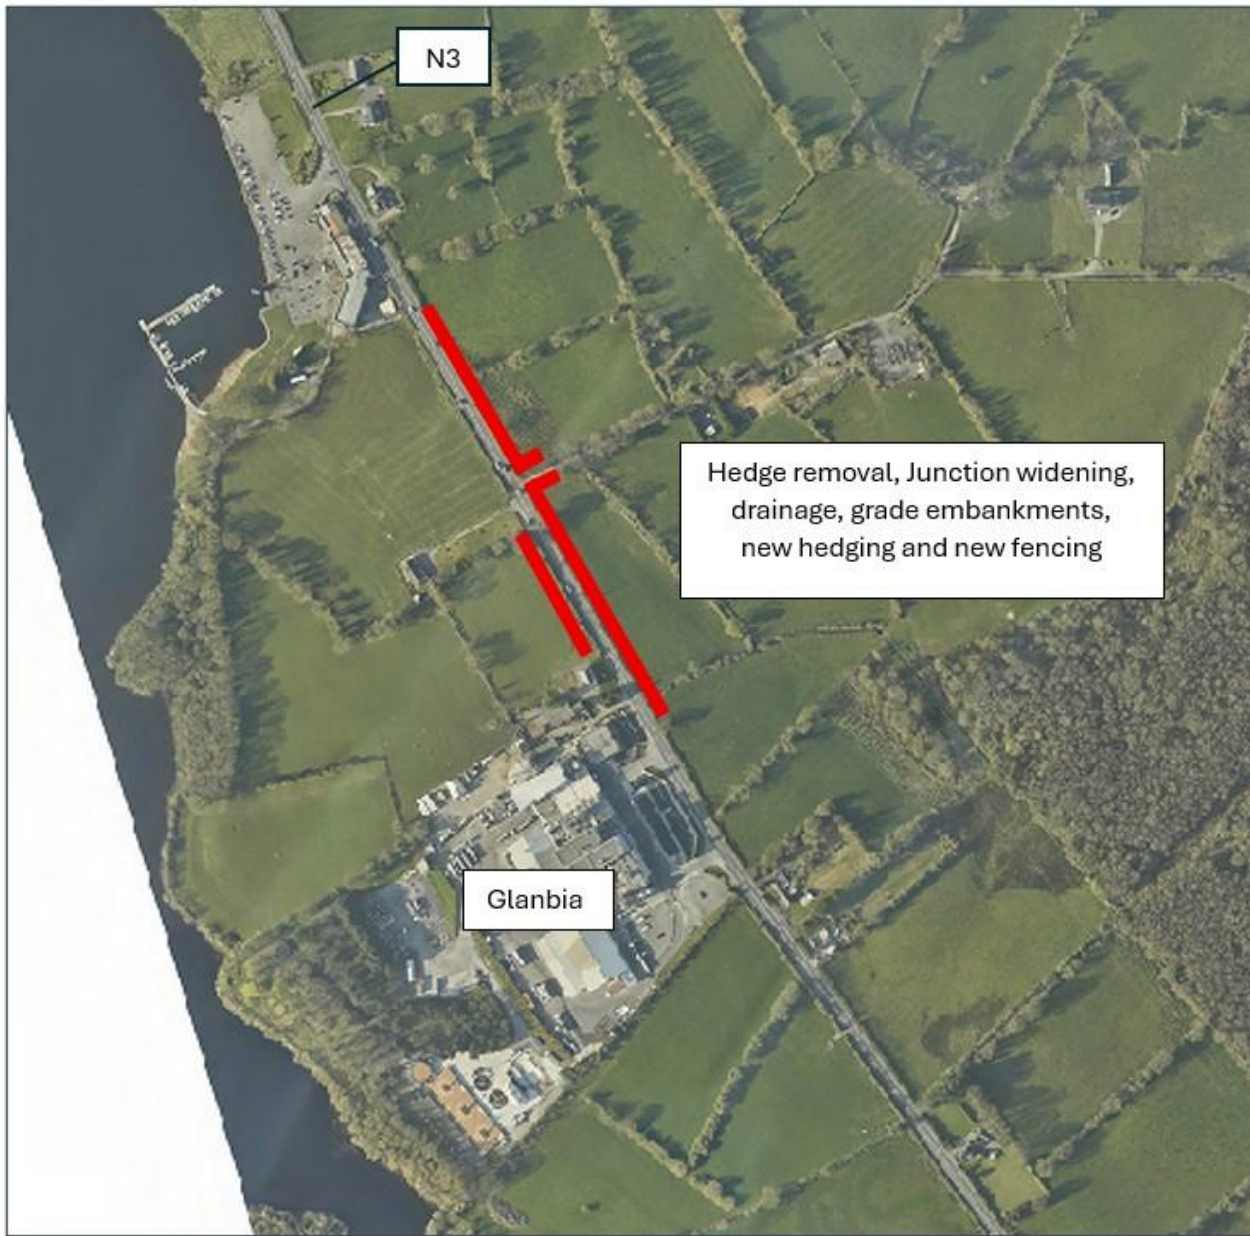 N3
Hedge removal, Junction widening,
drainage, grade embankments,
new hedging and new fencing
Glanbia